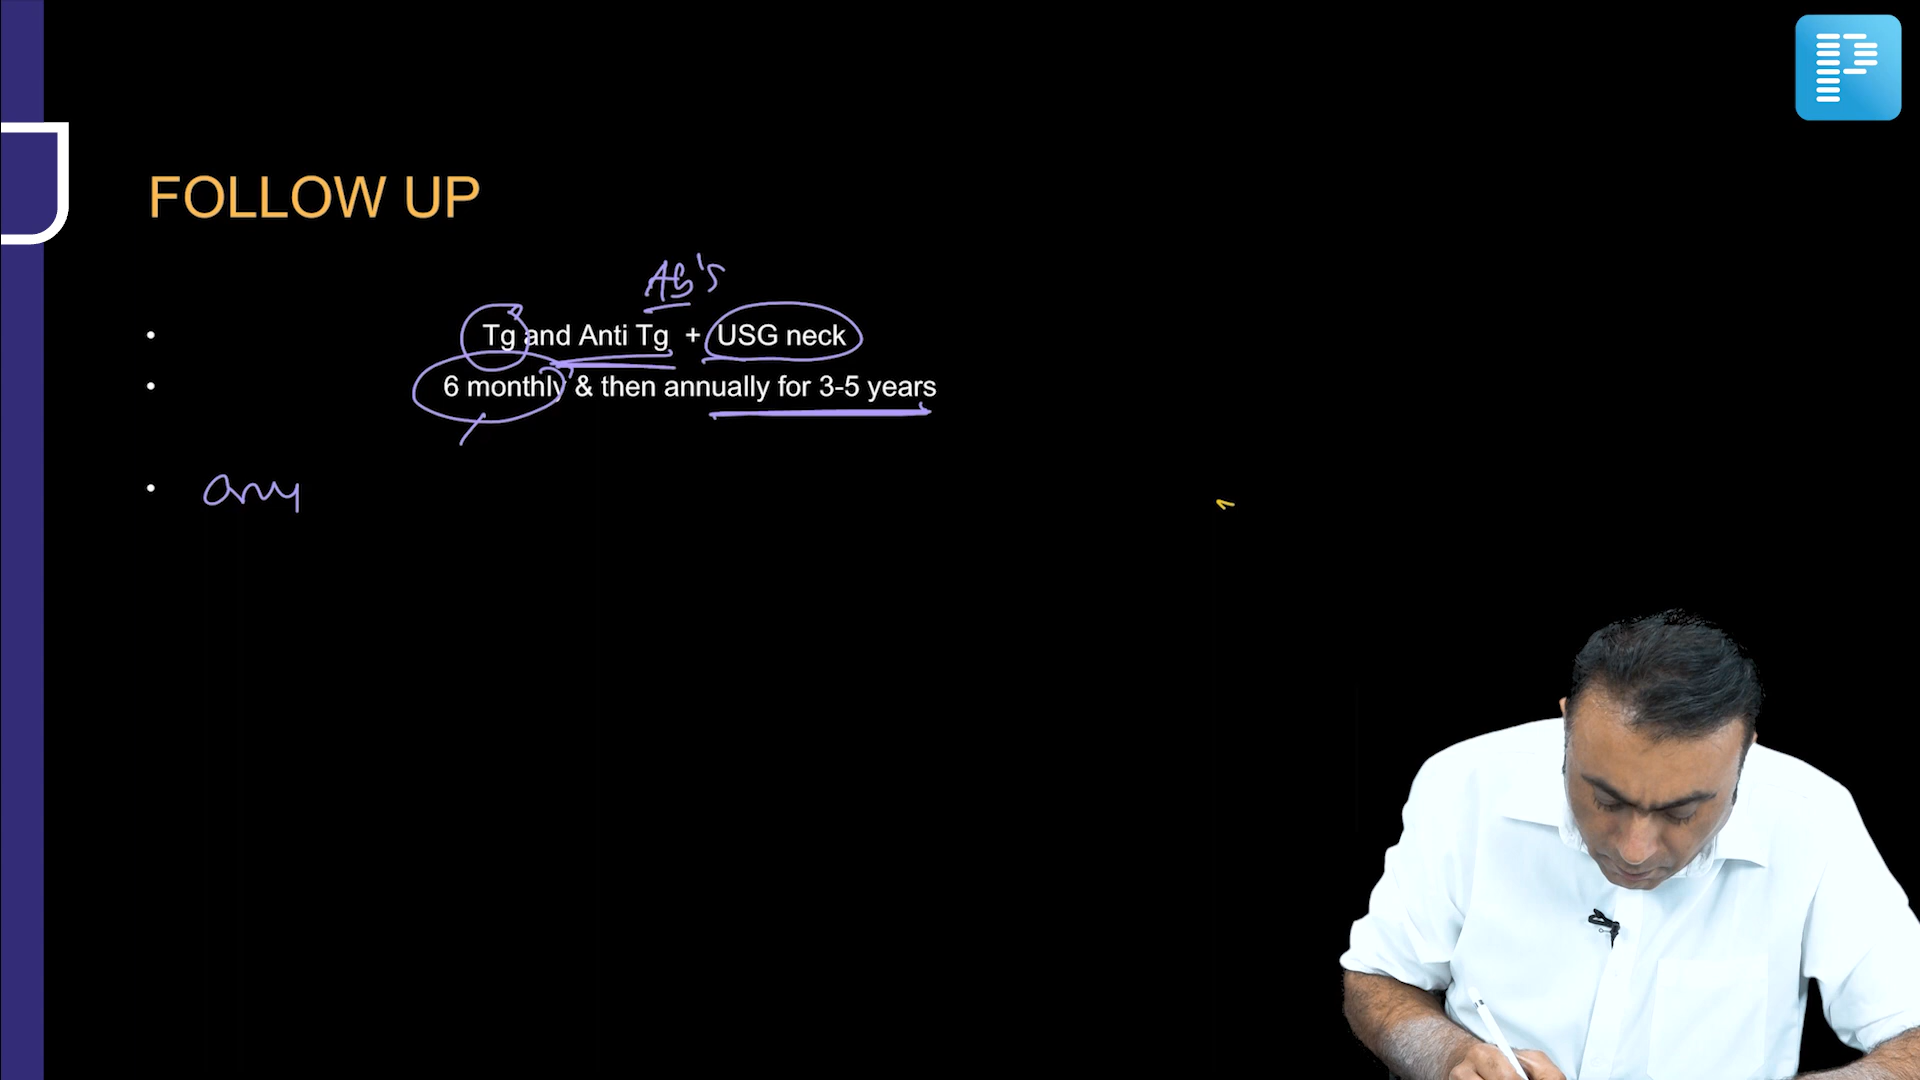 FOLLOW UP
Ab's
• Tg and Anti Tg + USG neck
• 6 monthly & then annually for 3-5 years
• any